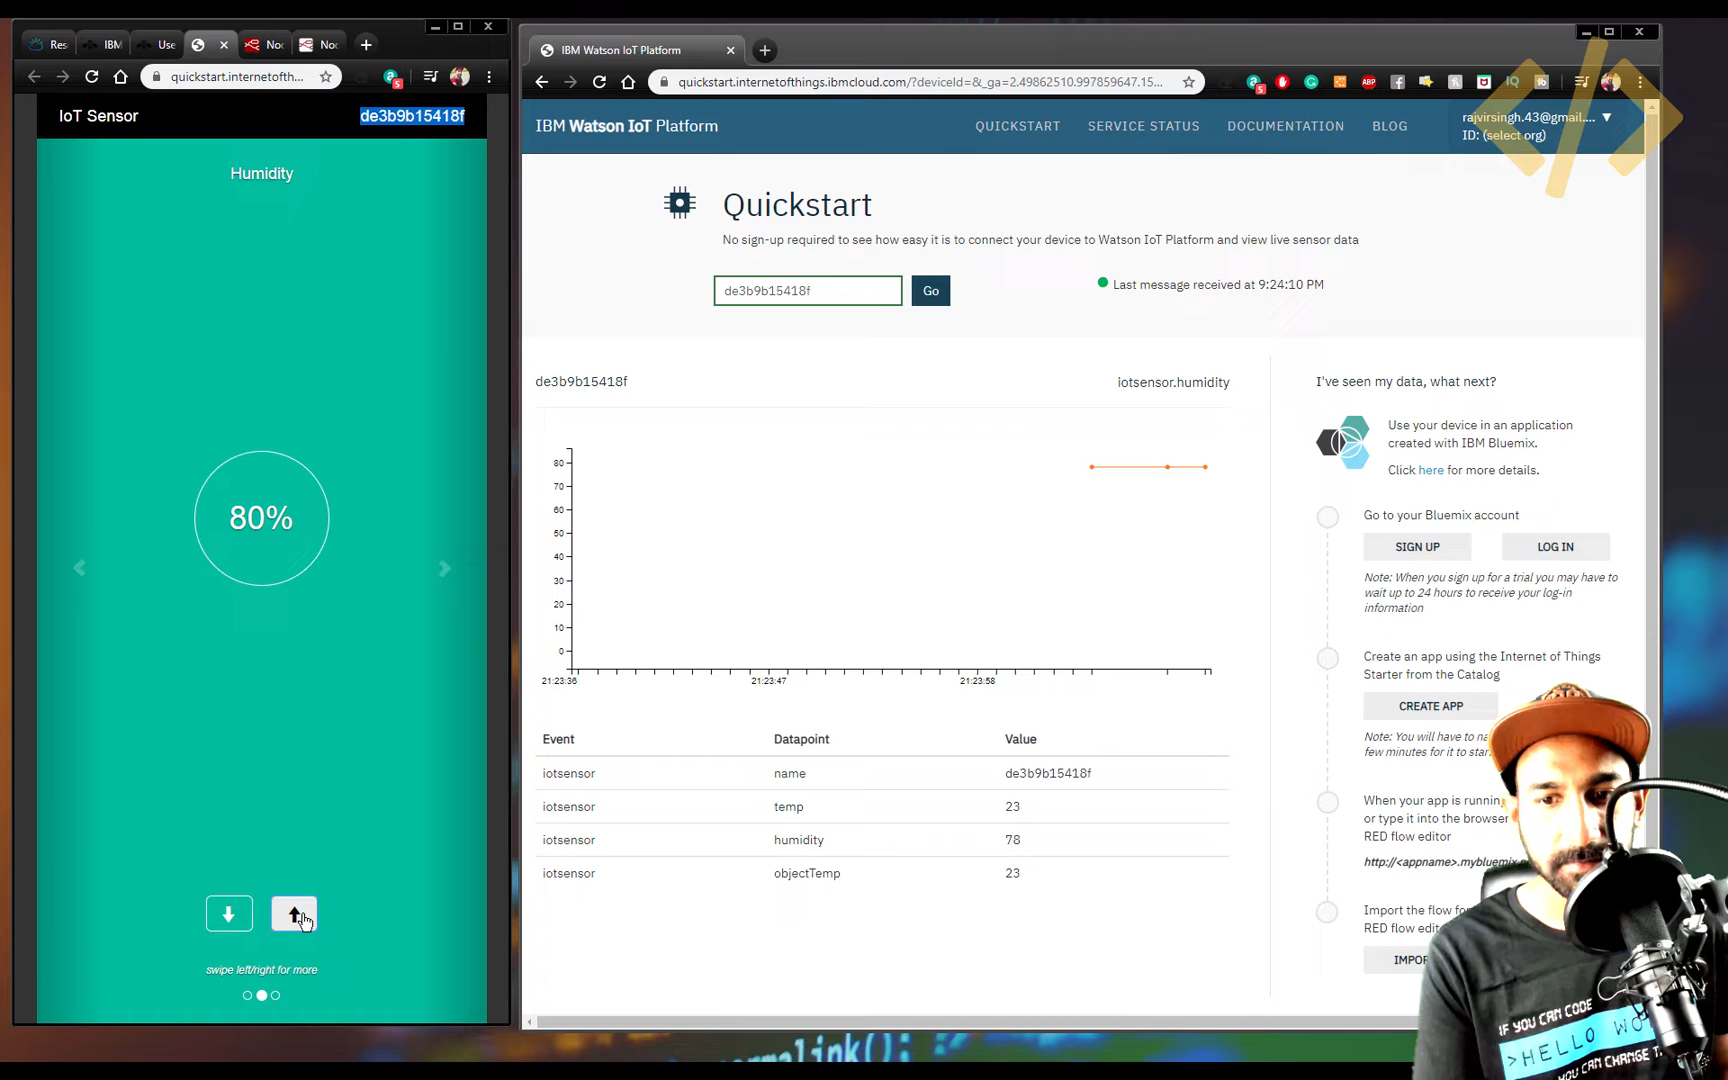 Res
IBM
Use
Noc
Noc
quickstart.internetofth...
IoT Sensor
de3b9b15418f
Humidity
80%
swipe left/right for more
IBM Watson IoT Platform
quickstart.internetofthings.ibmcloud.com/?deviceId=&_ga=2.49862510.997859647.15...
IBM Watson IoT Platform
QUICKSTART
SERVICE STATUS
DOCUMENTATION
BLOG
rajvirsingh.43@gmail....
ID: (select org)
Quickstart
No sign-up required to see how easy it is to connect your device to Watson IoT Platform and view live sensor data
de3b9b15418f
Go
Last message received at 9:24:10 PM
de3b9b15418f
iotsensor.humidity
80
70
60
50
40
30
20
10
0
21:23:36
21:23:47
21:23:58
Event Datapoint Value
iotsensor name de3b9b15418f
iotsensor temp 23
iotsensor humidity 78
iotsensor objectTemp 23
I've seen my data, what next?
Use your device in an application
created with IBM Bluemix.
Click here for more details.
Go to your Bluemix account
SIGN UP
LOG IN
Note: When you sign up for a trial you may have to
wait up to 24 hours to receive your log-in
information
Create an app using the Internet of Things
Starter from the Catalog
CREATE APP
Note: You will have to
few minutes for it to
When your app is running
or type it into the browser
RED flow editor
http://<appname>.mybluemix.
Import the flow
RED flow
IMPOR
IF YOU CAN CODE
>HELLO WO
YOU CAN CHANGE T